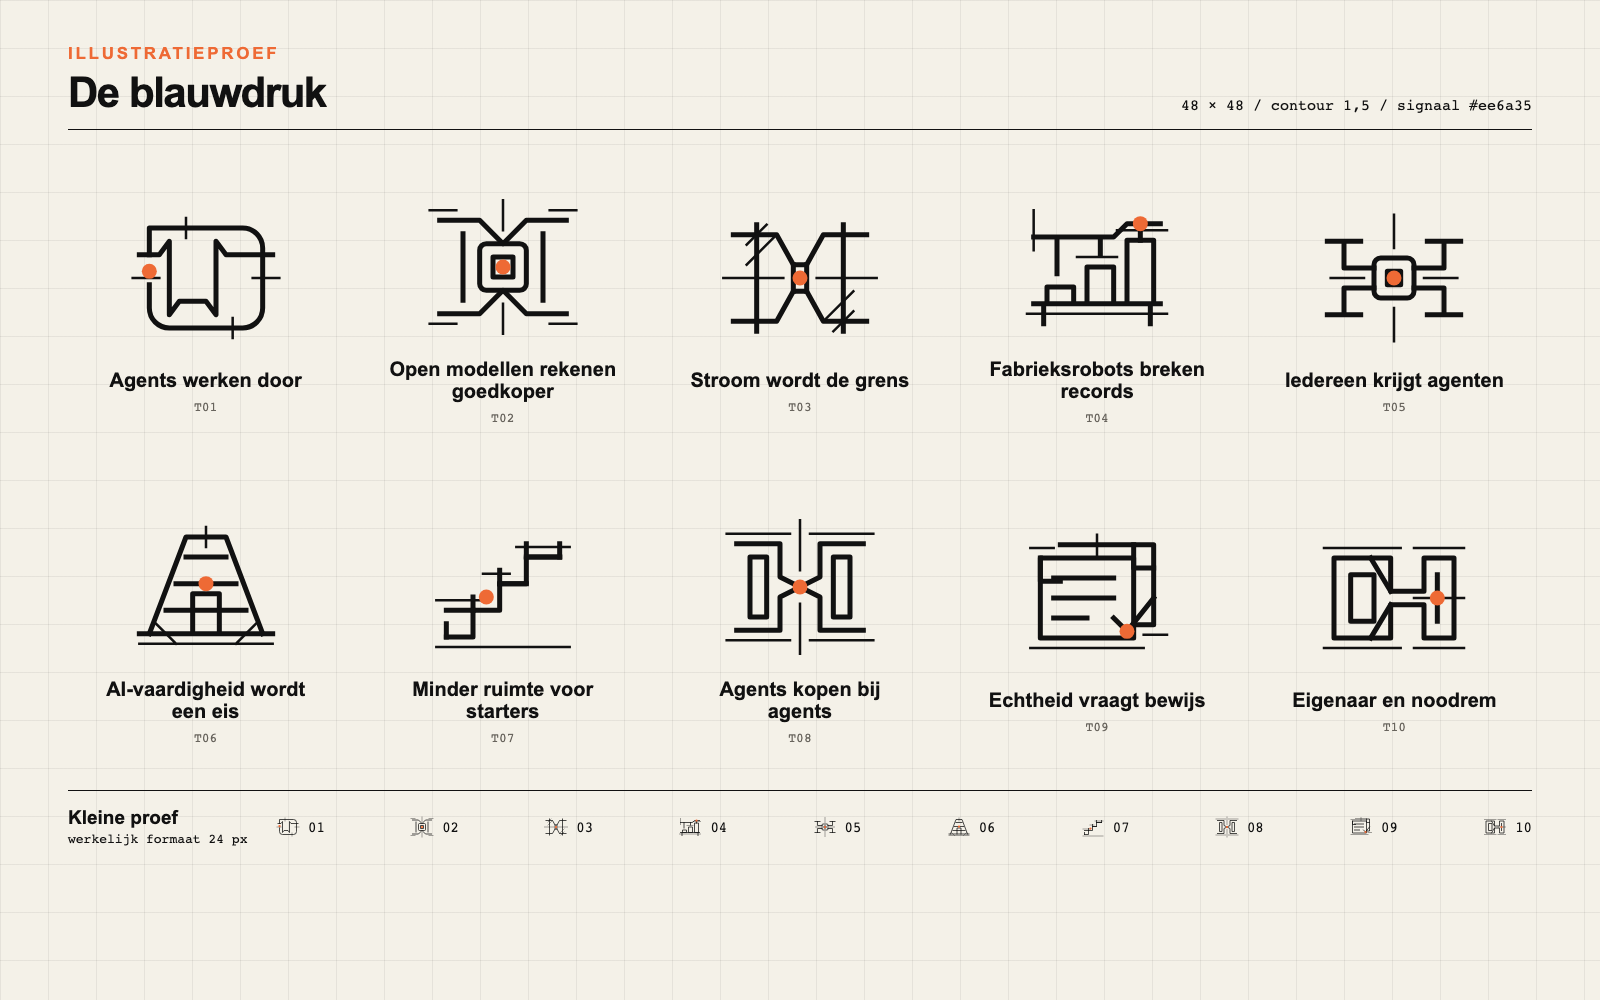 ILLUSTRATIEPROEF
De blauwdruk
48 × 48 / contour 1,5 / signaal #ee6a35
Agents werken door
T01
Open modellen rekenen
goedkoper
T02
Stroom wordt de grens
T03
Fabrieksrobots breken
records
T04
Iedereen krijgt agenten
T05
AI-vaardigheid wordt
een eis
T06
Minder ruimte voor
starters
T07
Agents kopen bij
agents
T08
Echtheid vraagt bewijs
T09
Eigenaar en noodrem
T10
Kleine proef
werkelijk formaat 24 px
01
02
03
04
05
06
07
08
09
10